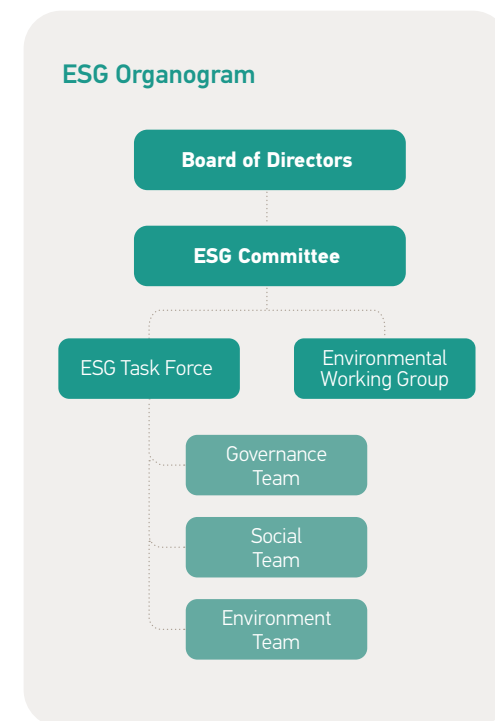 ESG Organogram
Board of Directors
ESG Committee
ESG Task Force
Environmental
Working Group
Governance
Team
Social
Team
Environment
Team